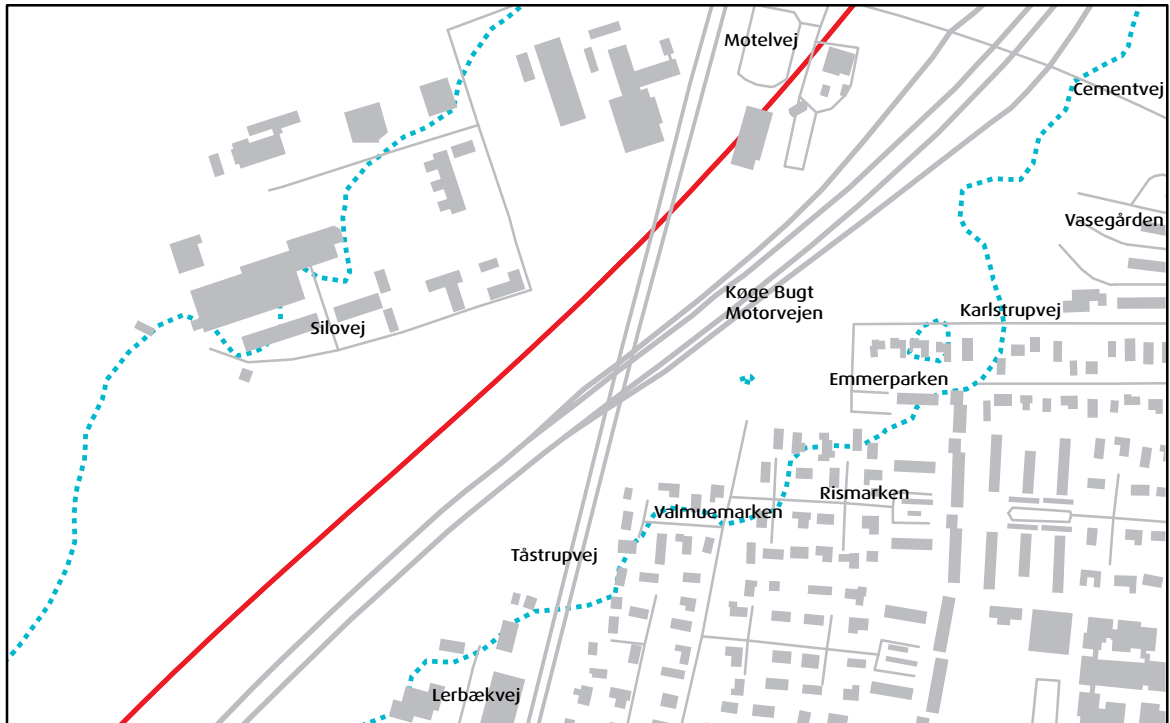 Motelvej
Cementvej
Vasegården
Køge Bugt
Motorvejen
Karlstrupvej
Silovej
Emmerparken
Rismarken
Valmuemarken
Tåstrupvej
Lerbækvej